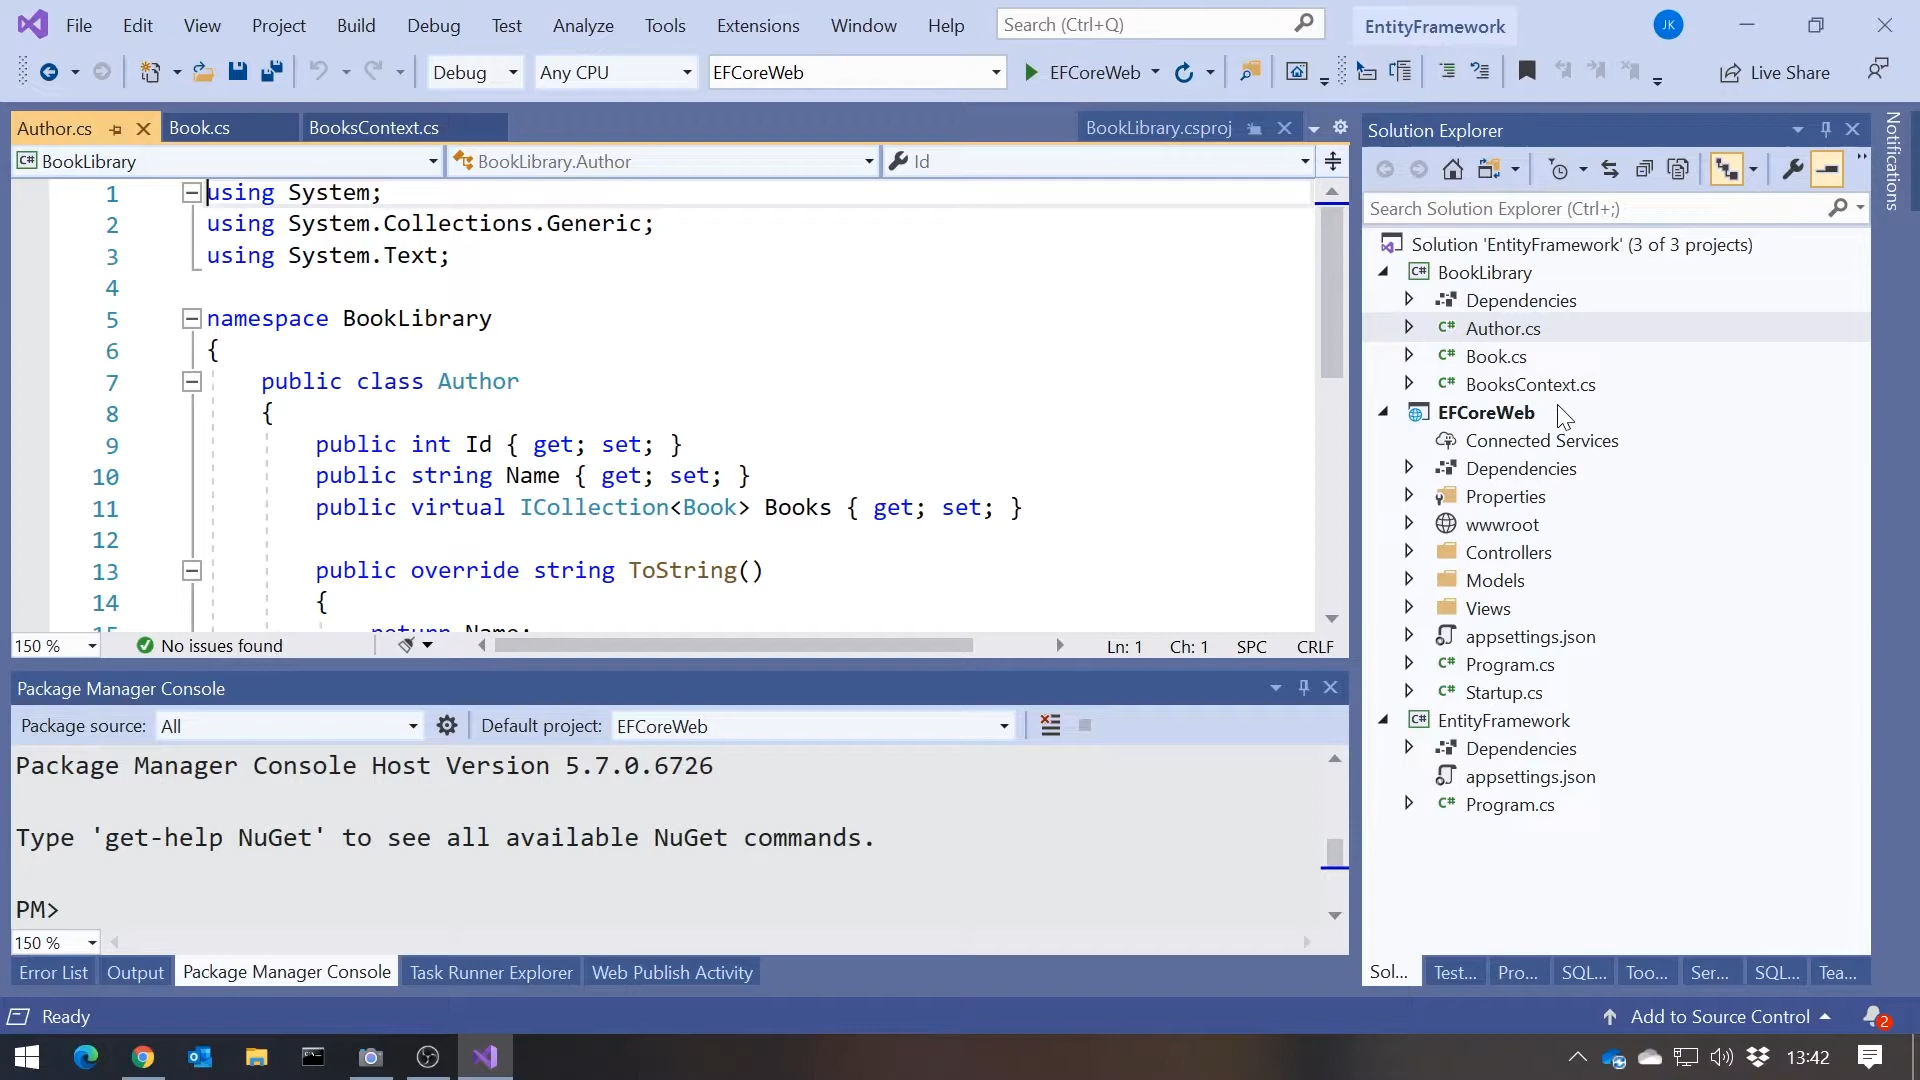 File Edit View Project Build Debug Test Analyze Tools Extensions Window Help Search (Ctrl+Q) EntityFramework JK
Debug Any CPU EFCoreWeb EFCoreWeb Live Share
Author.cs Book.cs BooksContext.cs BookLibrary.csproj
BookLibrary BookLibrary.Author Id
1 using System;
2 using System.Collections.Generic;
3 using System.Text;
4
5 namespace BookLibrary
6 {
7 public class Author
8 {
9 public int Id { get; set; }
10 public string Name { get; set; }
11 public virtual ICollection<Book> Books { get; set; }
12
13 public override string ToString()
14 {
15 return Name;
150 % No issues found Ln: 1 Ch: 1 SPC CRLF
Package Manager Console
Package source: All Default project: EFCoreWeb
Package Manager Console Host Version 5.7.0.6726
Type 'get-help NuGet' to see all available NuGet commands.
PM>
150 %
Error List Output Package Manager Console Task Runner Explorer Web Publish Activity
Solution Explorer
Search Solution Explorer (Ctrl+;)
Solution 'EntityFramework' (3 of 3 projects)
C# BookLibrary
Dependencies
C# Author.cs
C# Book.cs
C# BooksContext.cs
EFCoreWeb
Connected Services
Dependencies
Properties
wwwroot
Controllers
Models
Views
appsettings.json
C# Program.cs
C# Startup.cs
C# EntityFramework
Dependencies
appsettings.json
C# Program.cs
Sol... Test... Pro... SQL... Too... Ser... SQL... Tea...
Notifications
Ready Add to Source Control 2
13:42